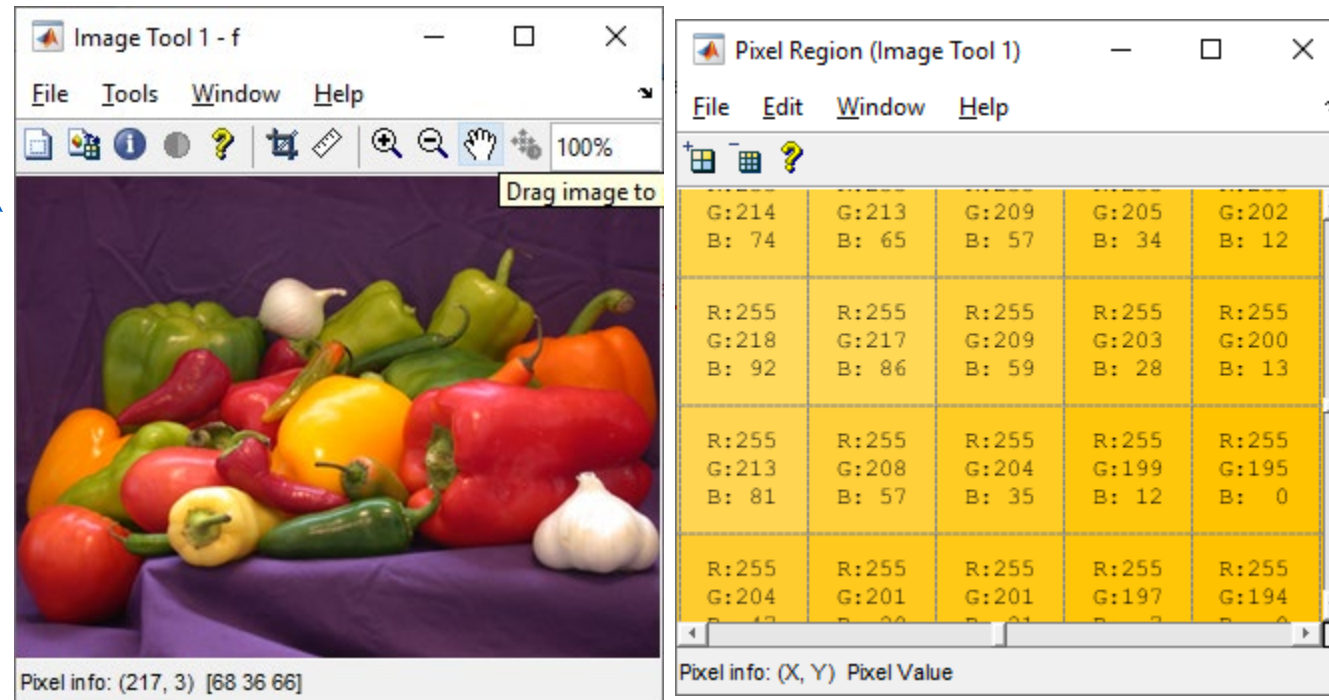 Image Tool 1 - f
File Tools Window Help
100%
Drag image to
Pixel info: (217, 3) [68 36 66]
Pixel Region (Image Tool 1)
File Edit Window Help
G:214 G:213 G:209 G:205 G:202
B: 74 B: 65 B: 57 B: 34 B: 12
R:255 R:255 R:255 R:255 R:255
G:218 G:217 G:209 G:203 G:200
B: 92 B: 86 B: 59 B: 28 B: 13
R:255 R:255 R:255 R:255 R:255
G:213 G:208 G:204 G:199 G:195
B: 81 B: 57 B: 35 B: 12 B: 0
R:255 R:255 R:255 R:255 R:255
G:204 G:201 G:201 G:197 G:194
Pixel info: (X, Y) Pixel Value